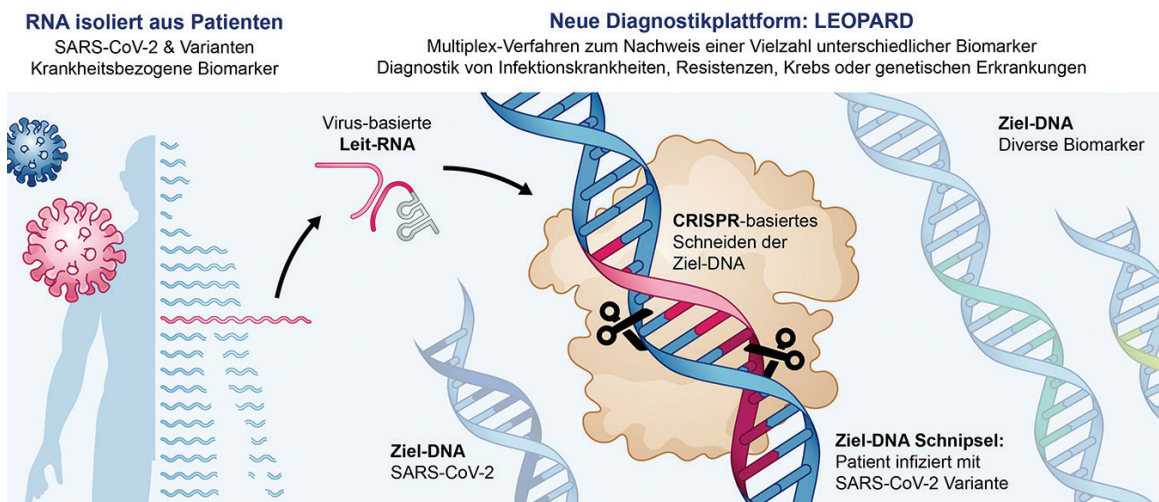 RNA isoliert aus Patienten
SARS-CoV-2 & Varianten
Krankheitsbezogene Biomarker
Neue Diagnostikplattform: LEOPARD
Multiplex-Verfahren zum Nachweis einer Vielzahl unterschiedlicher Biomarker
Diagnostik von Infektionskrankheiten, Resistenzen, Krebs oder genetischen Erkrankungen
Virus-basierte
Leit-RNA
CRISPR-basiertes
Schneiden der
Ziel-DNA
Ziel-DNA
Diverse Biomarker
Ziel-DNA
SARS-CoV-2
Ziel-DNA Schnipsel:
Patient infiziert mit
SARS-CoV-2 Variante